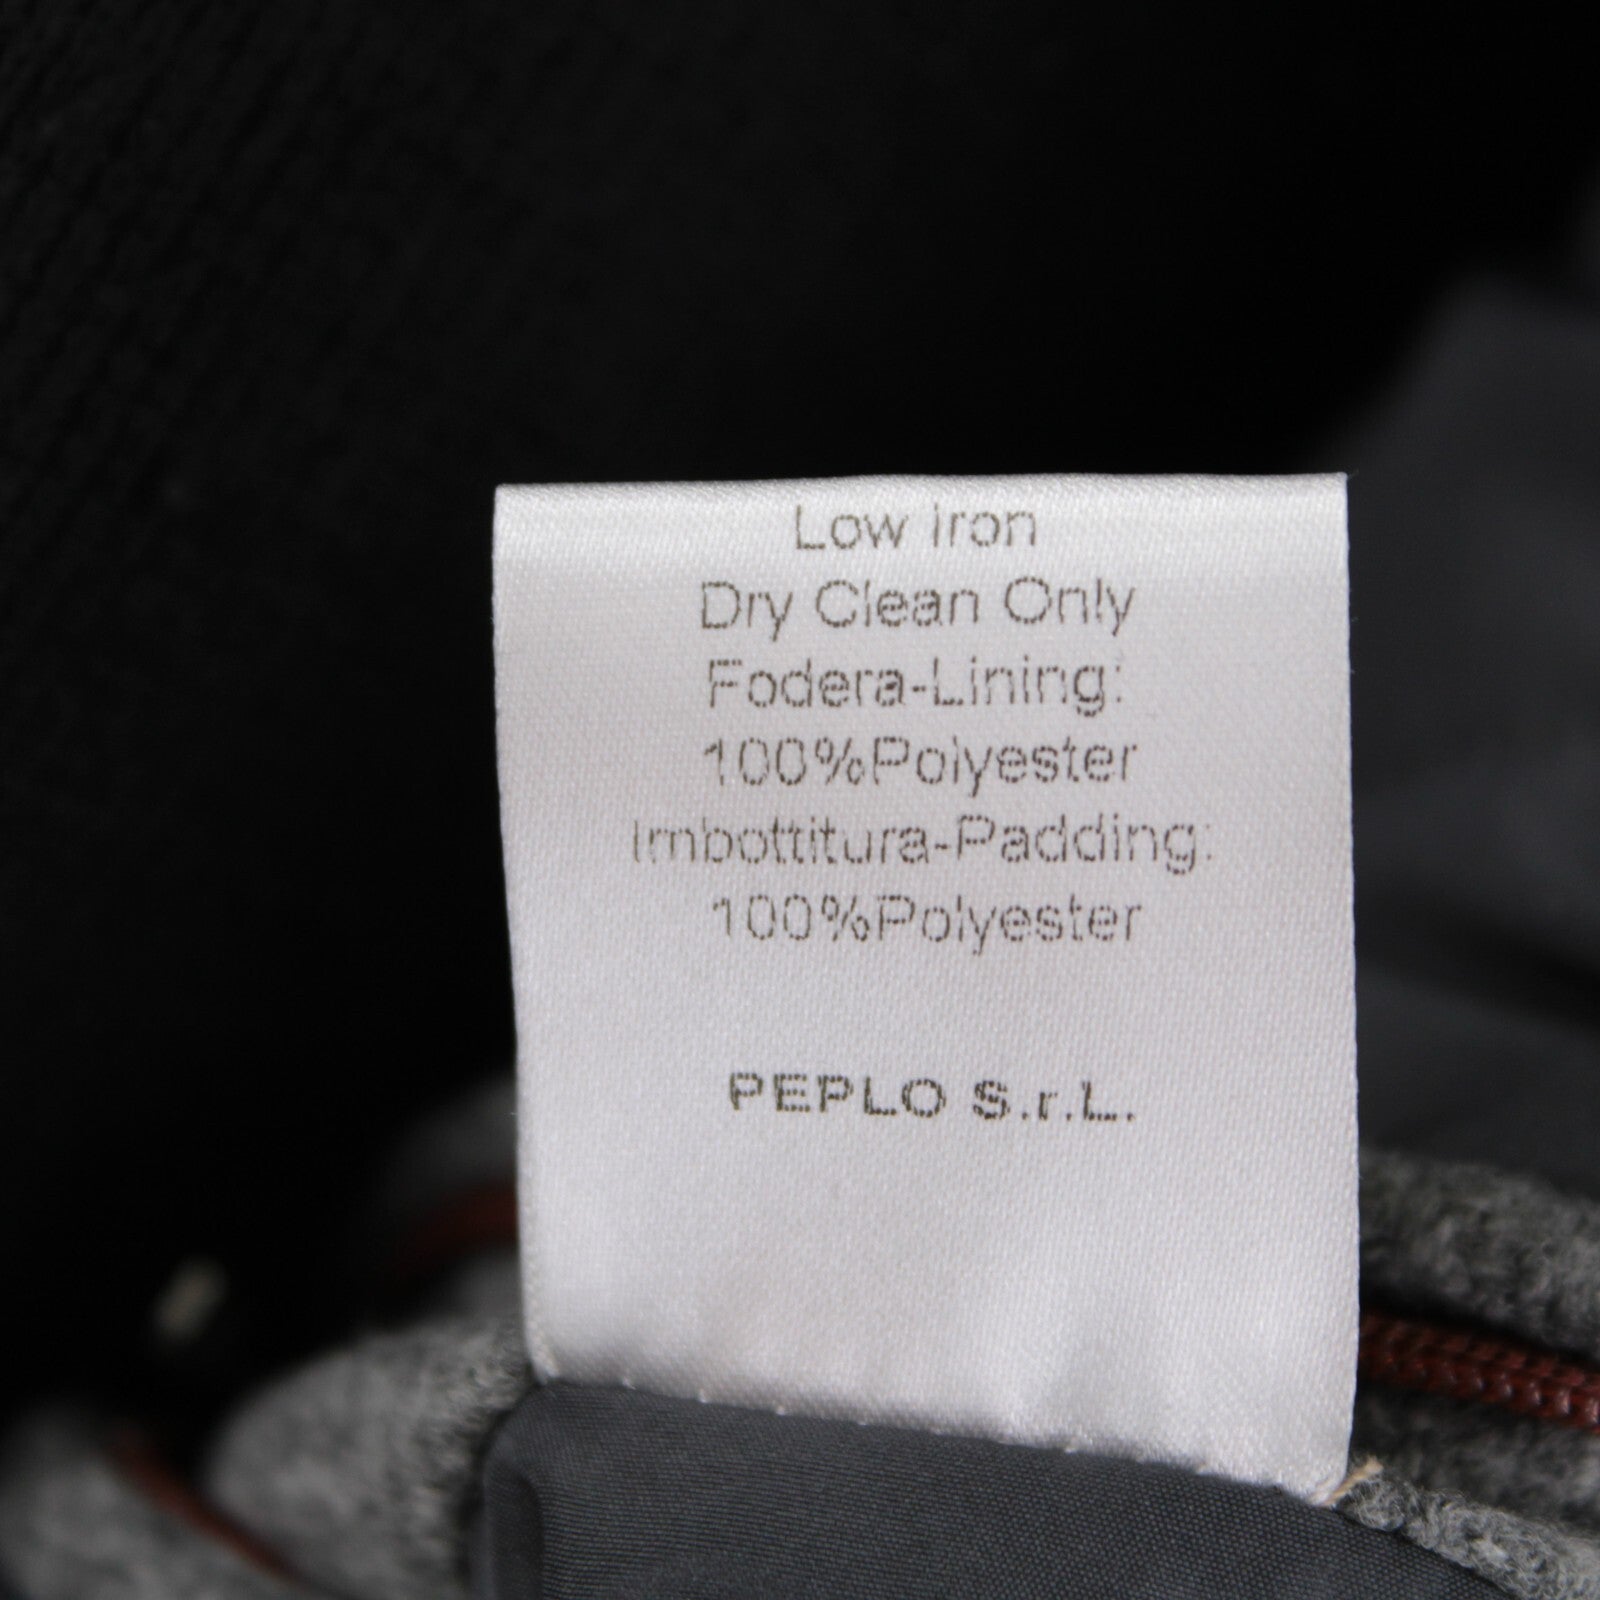 Low Iron
Dry Clean Only
Fodera-Lining:
100%Polyester
Imbottitura-Padding:
100%Polyester
PEPLO S.r.L.